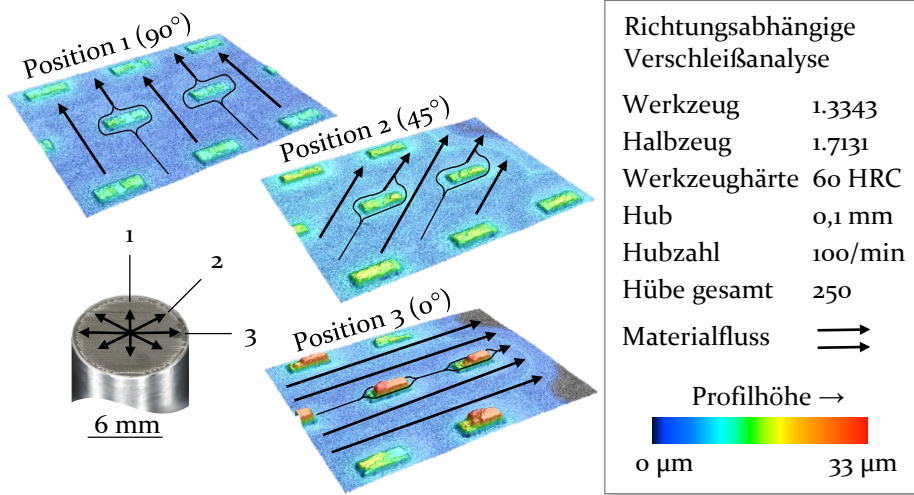 Position 1 (90°)
Position 2 (45°)
Position 3 (0°)
1
2
3
6 mm
Richtungsabhängige
Verschleißanalyse
Werkzeug 1.3343
Halbzeug 1.7131
Werkzeughärte 60 HRC
Hub 0,1 mm
Hubzahl 100/min
Hübe gesamt 250
Materialfluss
Profilhöhe →
0 µm 33 µm